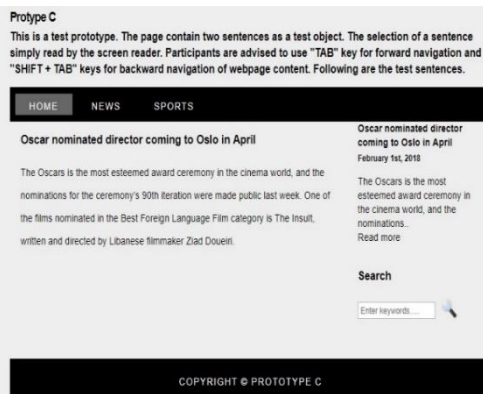 Protype C
This is a test prototype. The page contain two sentences as a test object. The selection of a sentence
simply read by the screen reader. Participants are advised to use "TAB" key for forward navigation and
"SHIFT + TAB" keys for backward navigation of webpage content. Following are the test sentences.
HOME NEWS SPORTS
Oscar nominated director coming to Oslo in April
The Oscars is the most esteemed award ceremony in the cinema world, and the
nominations for the ceremony's 90th iteration were made public last week. One of
the films nominated in the Best Foreign Language Film category is The Insult,
written and directed by Libanese filmmaker Ziad Doueiri.
Oscar nominated director
coming to Oslo in April
February 1st, 2018
The Oscars is the most
esteemed award ceremony in
the cinema world, and the
nominations..
Read more
Search
Enter keywords.....
COPYRIGHT © PROTOTYPE C